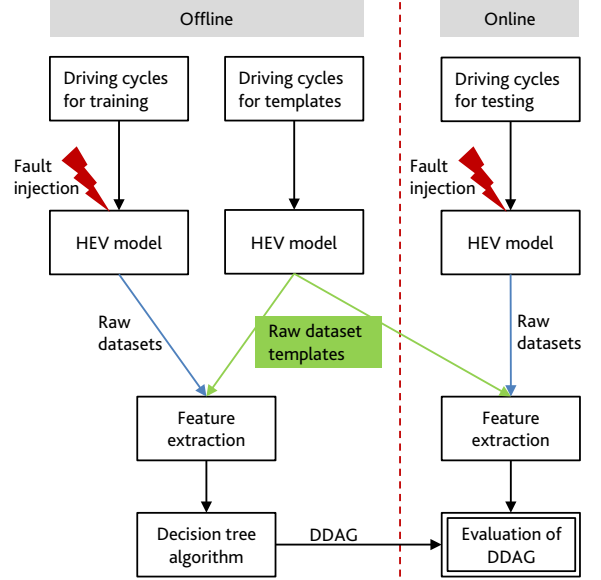 Offline
Online
Driving cycles
for training
Driving cycles
for templates
Driving cycles
for testing
Fault
injection
Fault
injection
HEV model
HEV model
HEV model
Raw
datasets
Raw dataset
templates
Raw
datasets
Feature
extraction
Feature
extraction
Decision tree
algorithm
DDAG
Evaluation of
DDAG